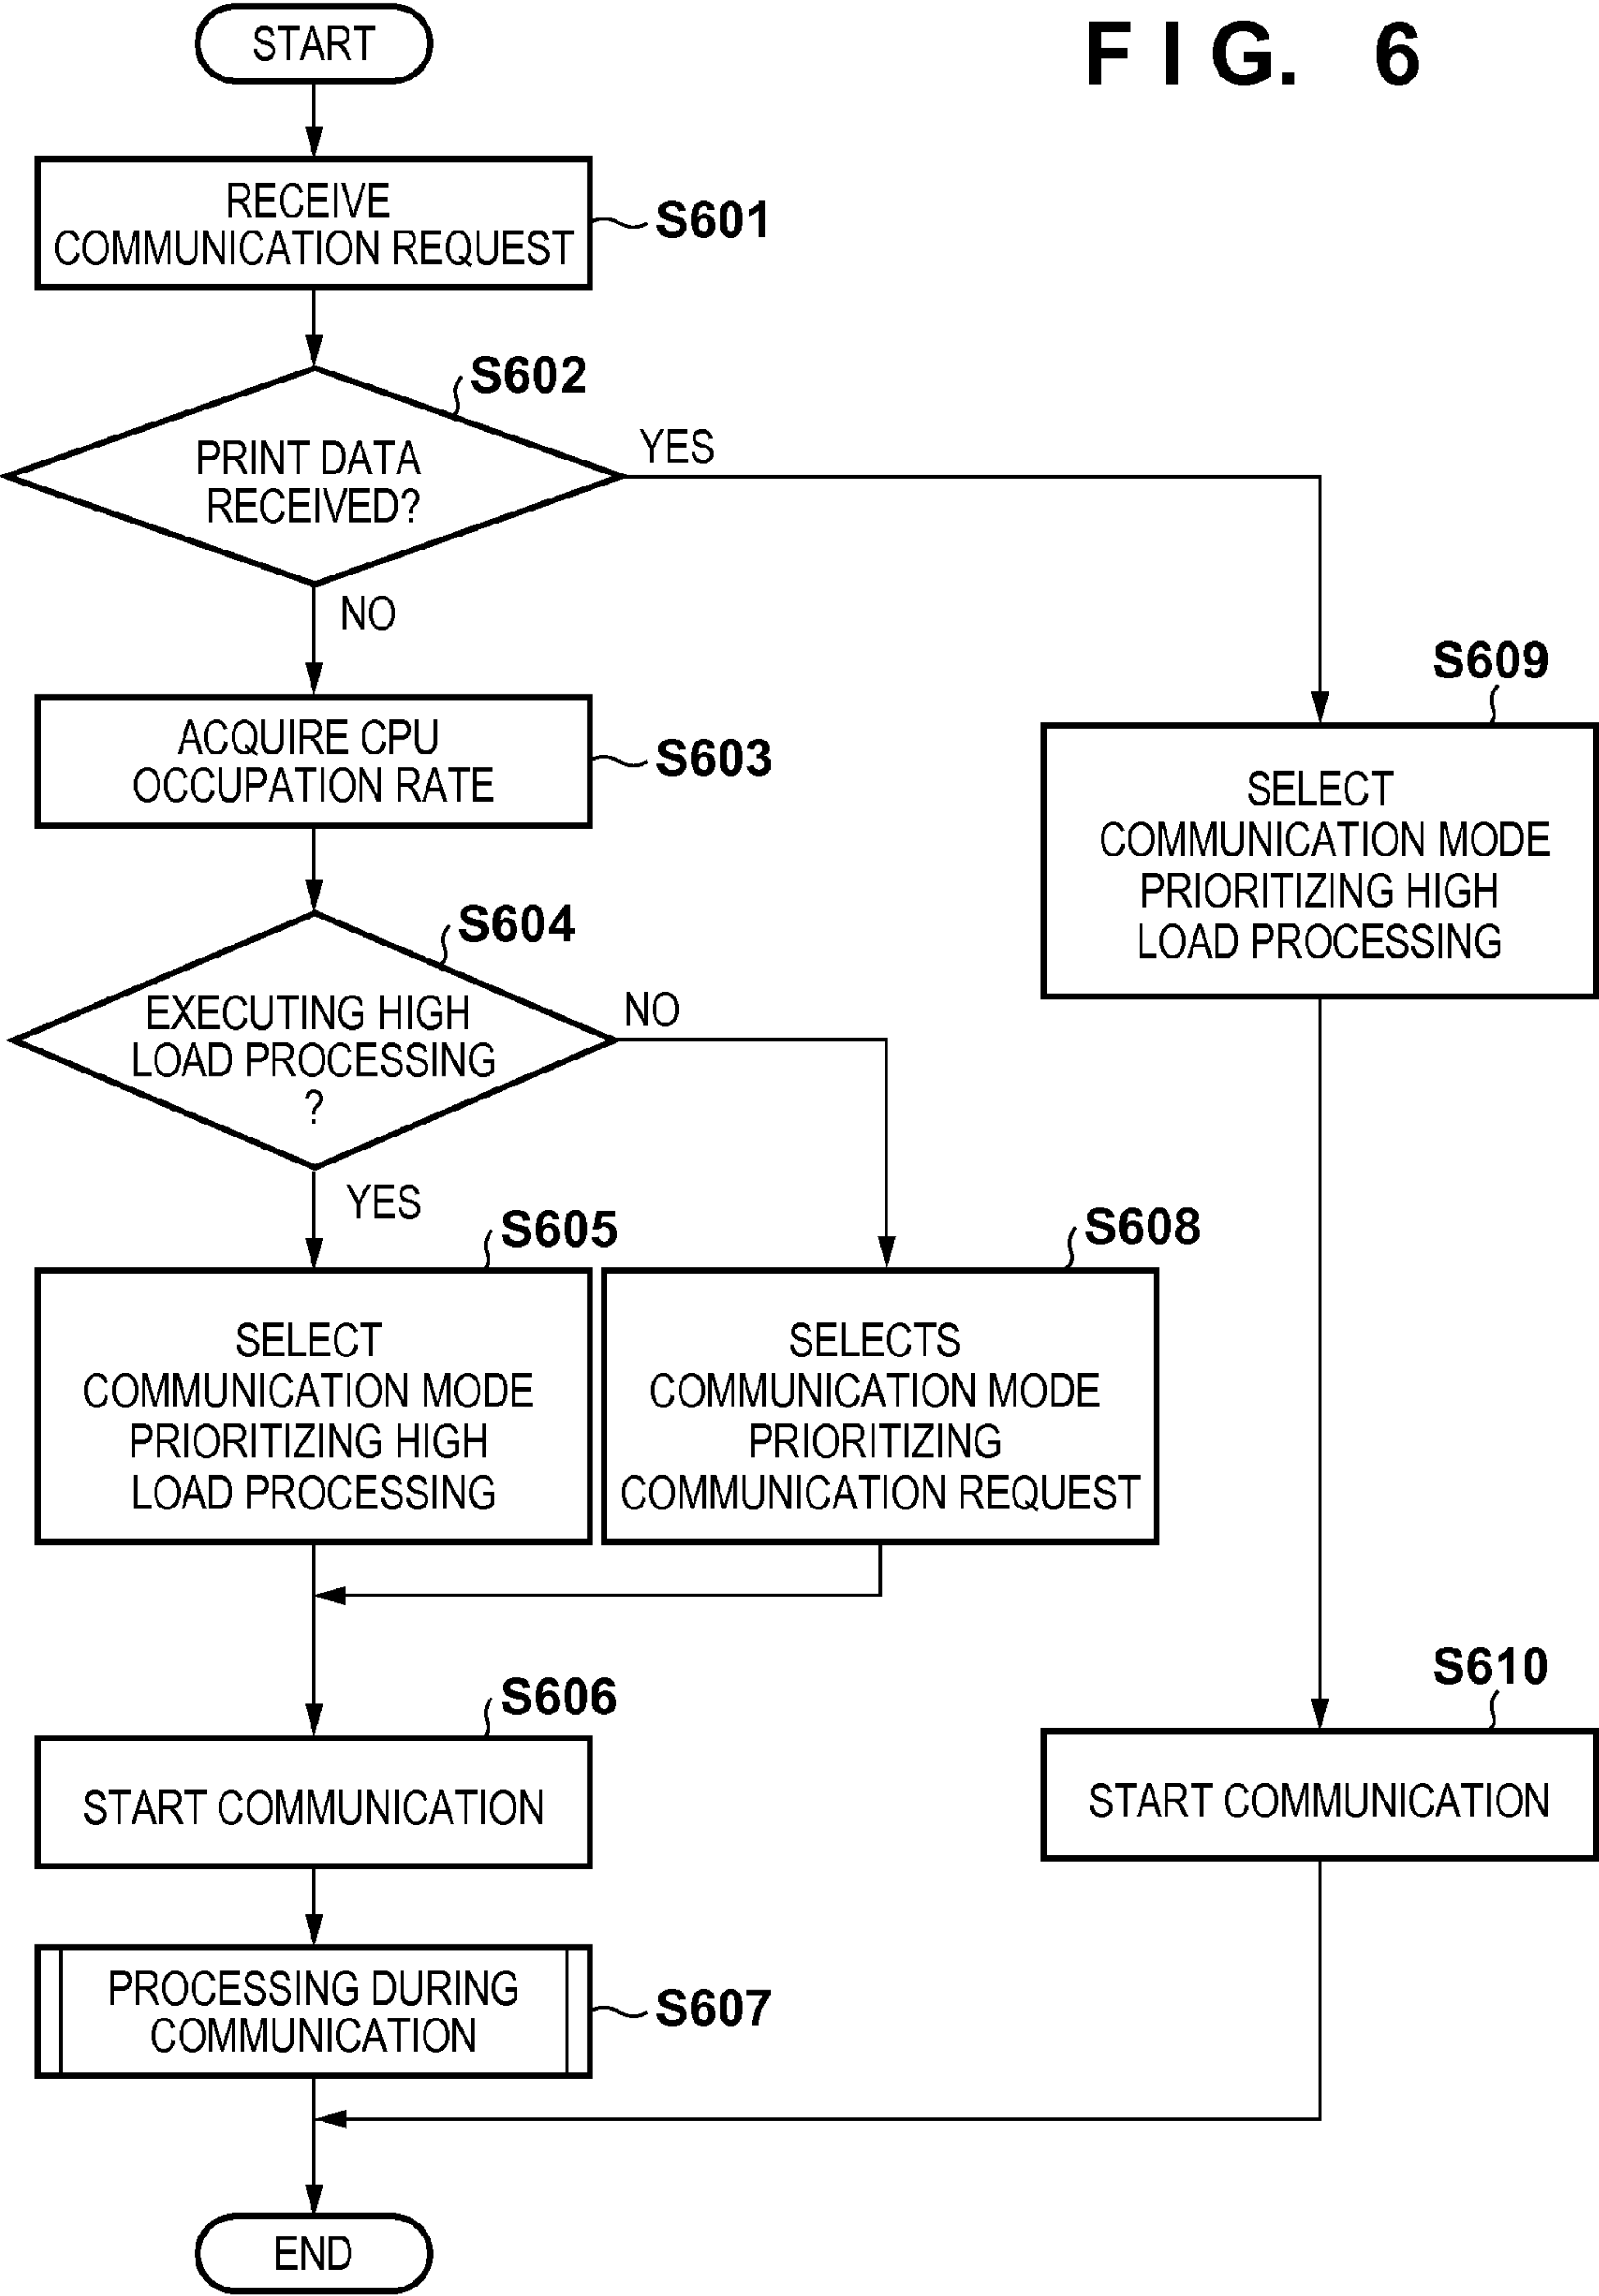 FIG. 6
START
RECEIVE
COMMUNICATION REQUEST
S601
S602
PRINT DATA
RECEIVED?
YES
NO
ACQUIRE CPU
OCCUPATION RATE
S603
S609
SELECT
COMMUNICATION MODE
PRIORITIZING HIGH
LOAD PROCESSING
S604
EXECUTING HIGH
LOAD PROCESSING
?
NO
YES
S605
SELECT
COMMUNICATION MODE
PRIORITIZING HIGH
LOAD PROCESSING
S608
SELECTS
COMMUNICATION MODE
PRIORITIZING
COMMUNICATION REQUEST
S606
START COMMUNICATION
S610
START COMMUNICATION
PROCESSING DURING
COMMUNICATION
S607
END